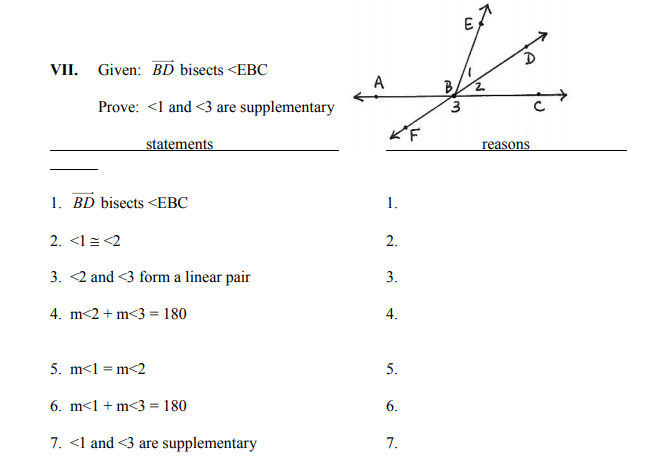 VII. Given: BD bisects <EBC
Prove: <1 and <3 are supplementary
E
D
A
B
1
2
3
C
F
statements reasons
1. BD bisects <EBC 1.
2. <1 ≅ <2 2.
3. <2 and <3 form a linear pair 3.
4. m<2 + m<3 = 180 4.
5. m<1 = m<2 5.
6. m<1 + m<3 = 180 6.
7. <1 and <3 are supplementary 7.